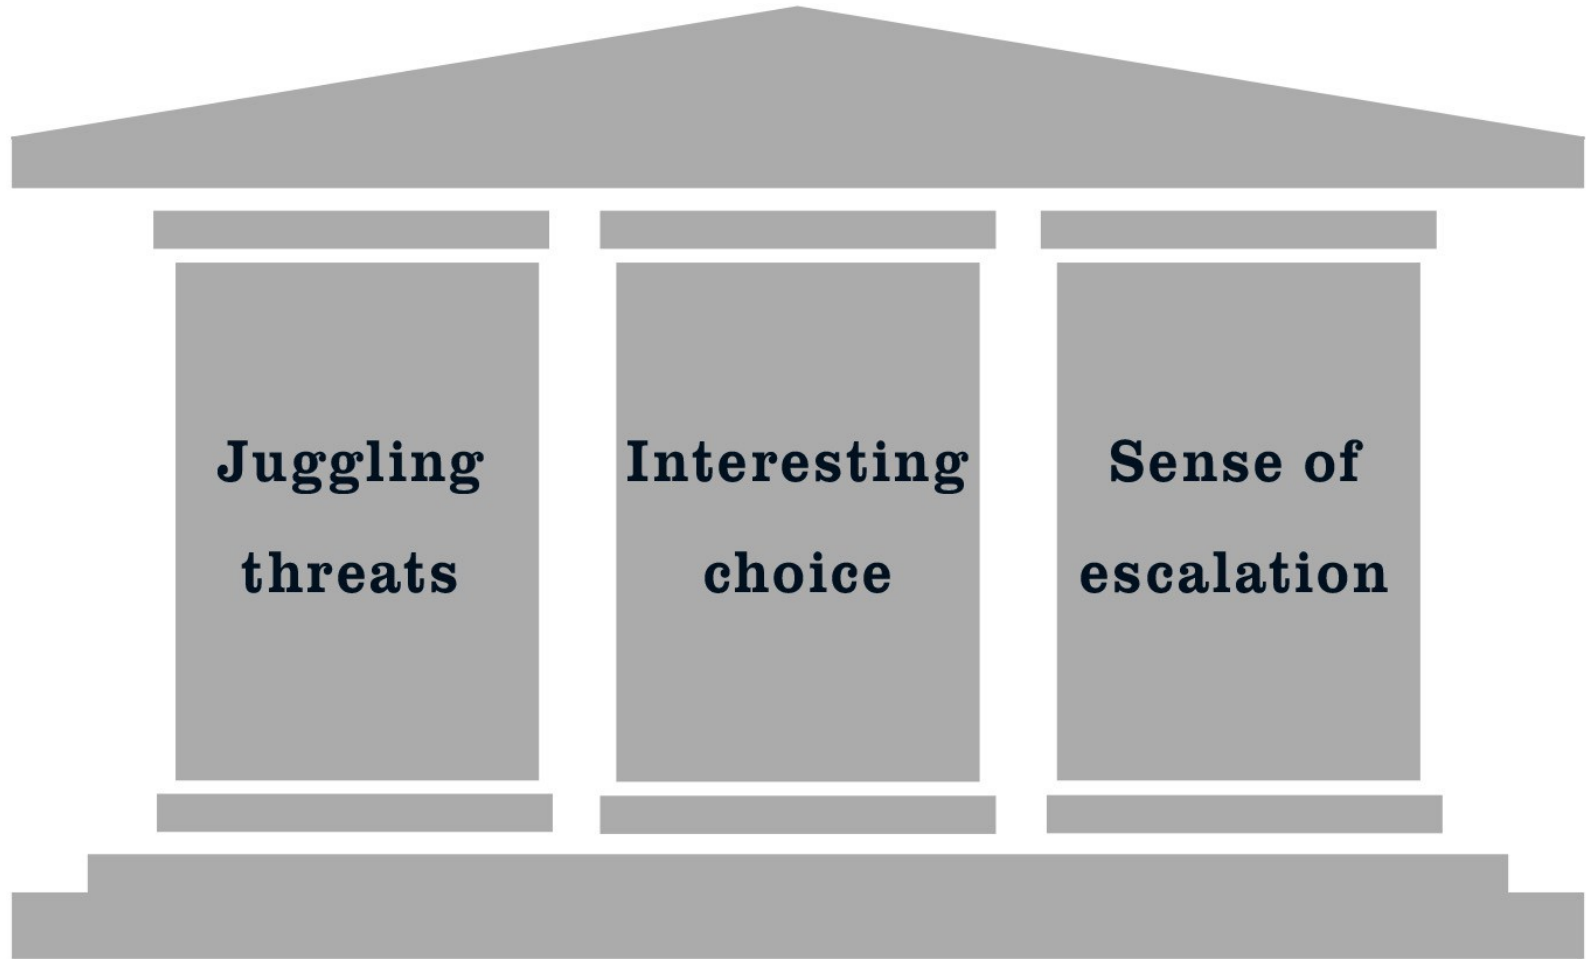 Juggling
threats
Interesting
choice
Sense of
escalation